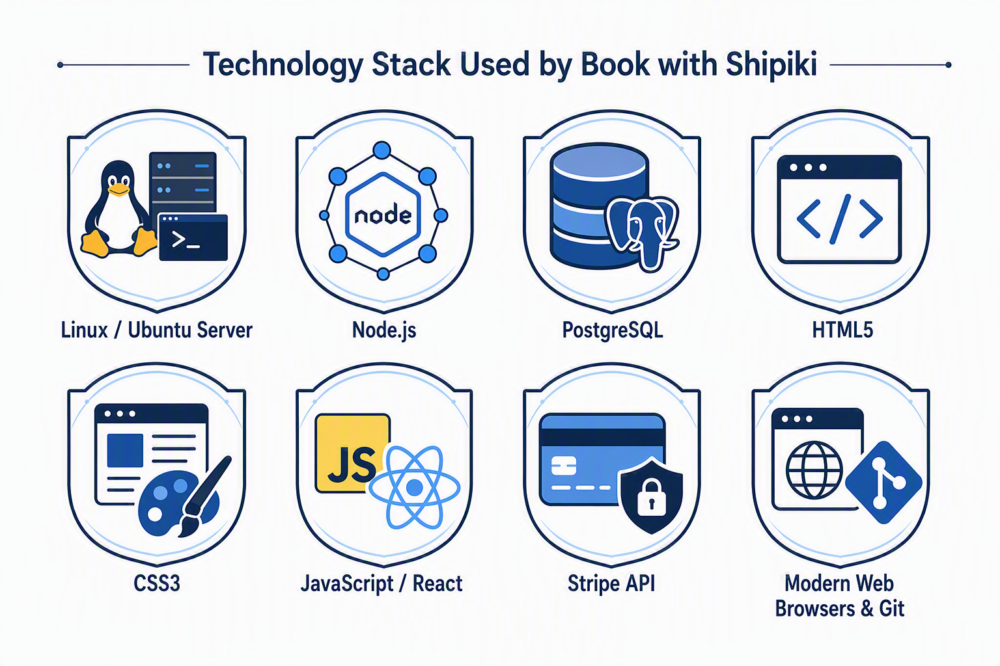 Technology Stack Used by Book with Shipiki
>_
node
</>
Linux / Ubuntu Server
Node.js
PostgreSQL
HTML5
JS
CSS3
JavaScript / React
Stripe API
Modern Web
Browsers & Git